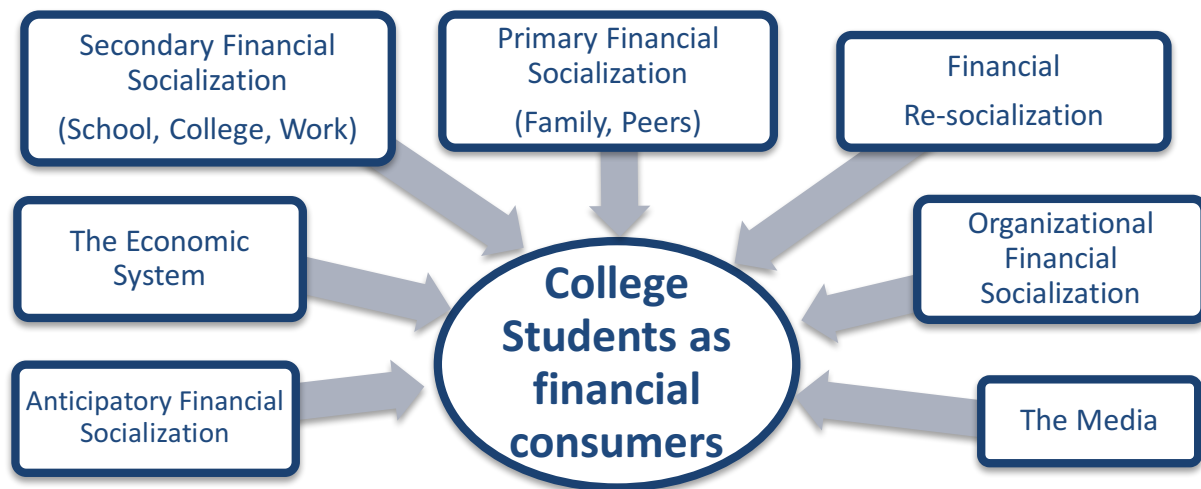 Secondary Financial
Socialization
(School, College, Work)
Primary Financial
Socialization
(Family, Peers)
Financial
Re-socialization
The Economic
System
Organizational
Financial
Socialization
College
Students as
financial
consumers
Anticipatory Financial
Socialization
The Media